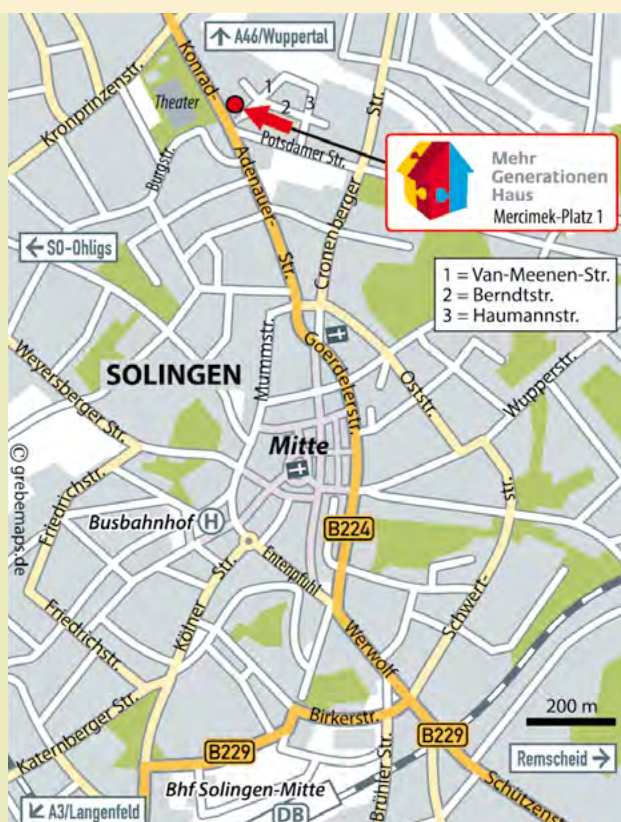 A46/Wuppertal
Kronprinzenstr.
Konrad-
Adenauer-
Str.
Theater
1
2
3
Potsdamer Str.
Burgstr.
Cronenberger
Str.
Mehr
Generationen
Haus
Mercimek-Platz 1
SO-Ohligs
1 = Van-Meenen-Str.
2 = Berndtstr.
3 = Haumannstr.
Mummstr.
Goerdelerstr.
Oststr.
Wupperstr.
Weyersberger Str.
SOLINGEN
Mitte
© grebemaps.de
Friedrichstr.
Busbahnhof
H
B224
Entenpfuhl
Kölner
Str.
Schwert-
str.
Friedrichstr.
Werwolf
Katernberger Str.
Birkerstr.
200 m
B229
B229
Remscheid
Bhf Solingen-Mitte
DB
Brühler Str.
Schützenst
A3/Langenfeld